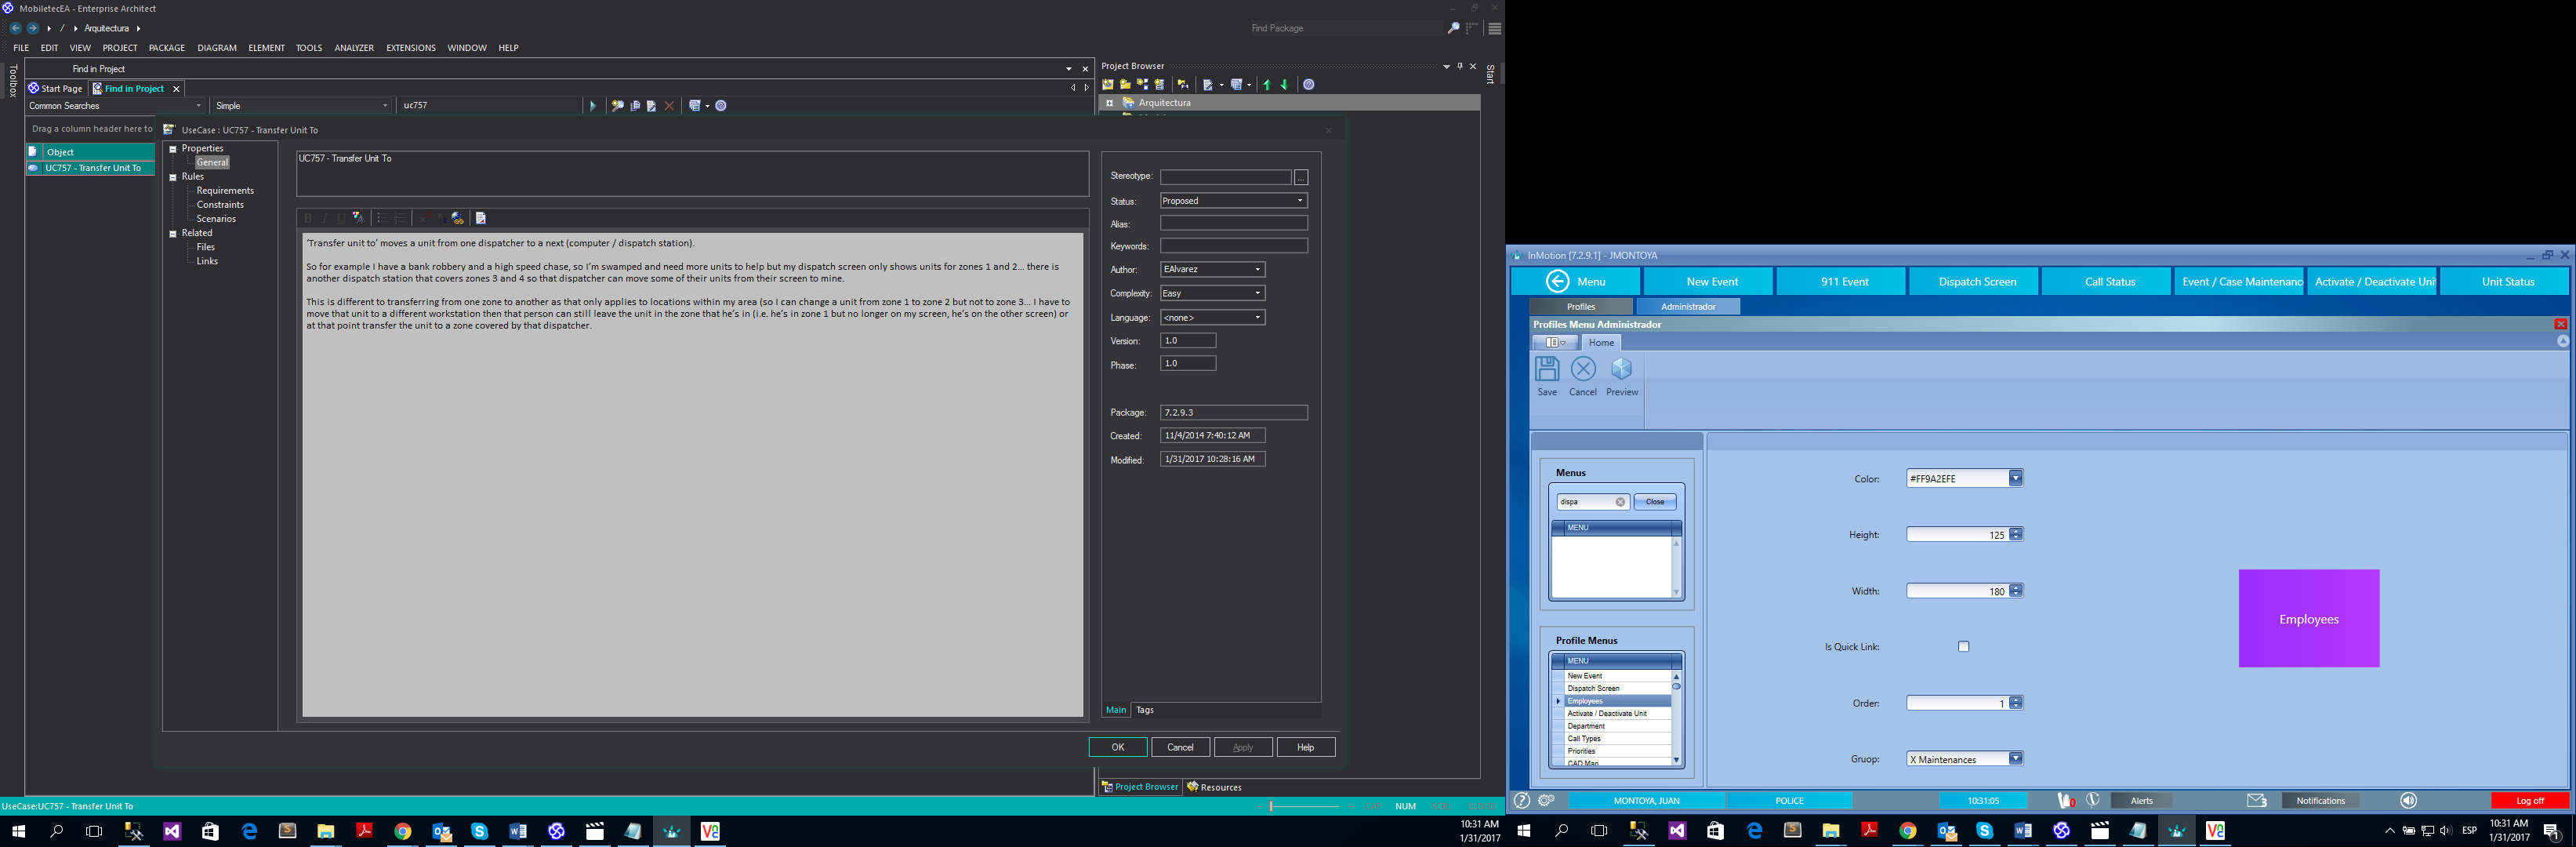 MobiletecEA - Enterprise Architect
/ Arquitectura
Find Package
FILE EDIT VIEW PROJECT PACKAGE DIAGRAM ELEMENT TOOLS ANALYZER EXTENSIONS WINDOW HELP
Toolbox
Find in Project
Start Page Find in Project
Common Searches Simple uc757
Drag a column header here to
Object
UC757 - Transfer Unit To
UseCase : UC757 - Transfer Unit To
Properties
General
Rules
Requirements
Constraints
Scenarios
Related
Files
Links
UC757 - Transfer Unit To
B I U A
'Transfer unit to' moves a unit from one dispatcher to a next (computer / dispatch station).
So for example I have a bank robbery and a high speed chase, so I'm swamped and need more units to help but my dispatch screen only shows units for zones 1 and 2... there is
another dispatch station that covers zones 3 and 4 so that dispatcher can move some of their units from their screen to mine.
This is different to transferring from one zone to another as that only applies to locations within my area (so I can change a unit from zone 1 to zone 2 but not to zone 3... I have to
move that unit to a different workstation then that person can still leave the unit in the zone that he's in (i.e. he's in zone 1 but no longer on my screen, he's on the other screen) or
at that point transfer the unit to a zone covered by that dispatcher.
Stereotype: ...
Status: Proposed
Alias:
Keywords:
Author: EAlvarez
Complexity: Easy
Language: <none>
Version: 1.0
Phase: 1.0
Package: 7.2.9.3
Created: 11/4/2014 7:40:12 AM
Modified: 1/31/2017 10:28:16 AM
Main Tags
OK Cancel Apply Help
Project Browser
Start
Arquitectura
Project Browser Resources
UseCase:UC757 - Transfer Unit To
CAP NUM
10:31 AM
1/31/2017
InMotion [7.2.9.1] - JMONTOYA
Menu New Event 911 Event Dispatch Screen Call Status Event / Case Maintenanc Activate / Deactivate Uni Unit Status
Profiles Administrador
Profiles Menu Administrador
Home
Save Cancel Preview
Menus
dispa Close
MENU
Profile Menus
MENU
New Event
Dispatch Screen
Employees
Activate / Deactivate Unit
Department
Call Types
Priorities
CAD Map
Color: #FF9A2EFE
Height: 125
Width: 180
Is Quick Link:
Order: 1
Gruop: X Maintenances
Employees
MONTOYA, JUAN POLICE 10:31:05 0 Alerts 3 Notifications Log off
ESP
10:31 AM
1/31/2017
1